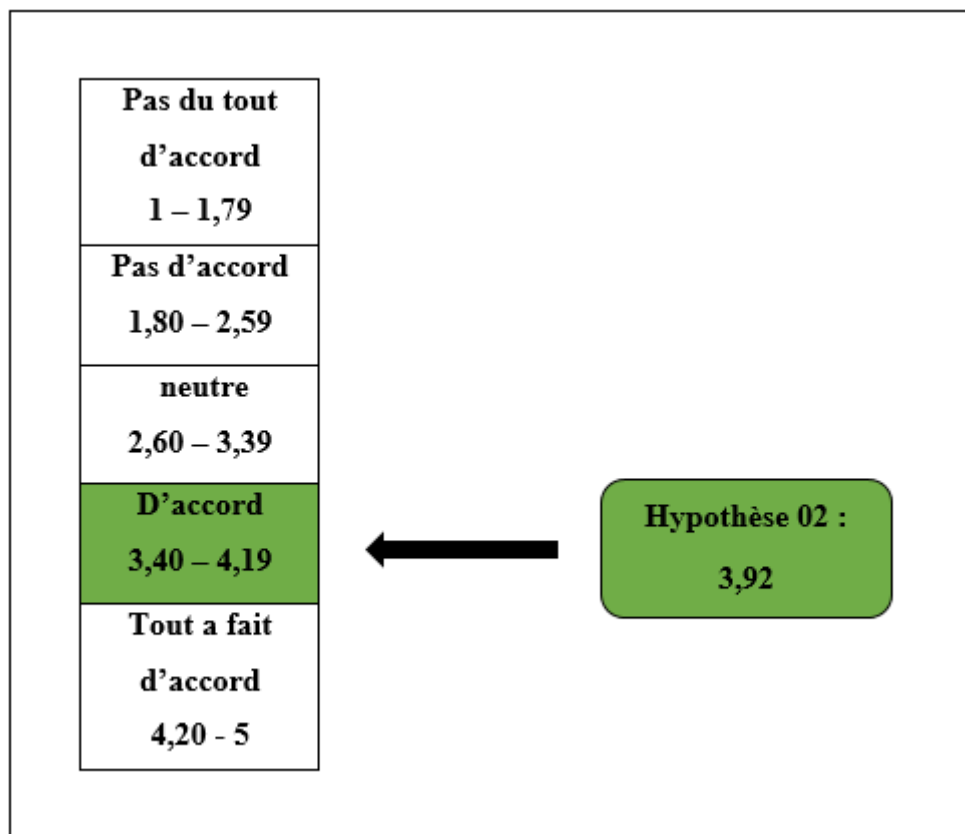 Pas du tout
d’accord
1 – 1,79
Pas d’accord
1,80 – 2,59
neutre
2,60 – 3,39
D’accord
3,40 – 4,19
Tout a fait
d’accord
4,20 - 5
Hypothèse 02 :
3,92